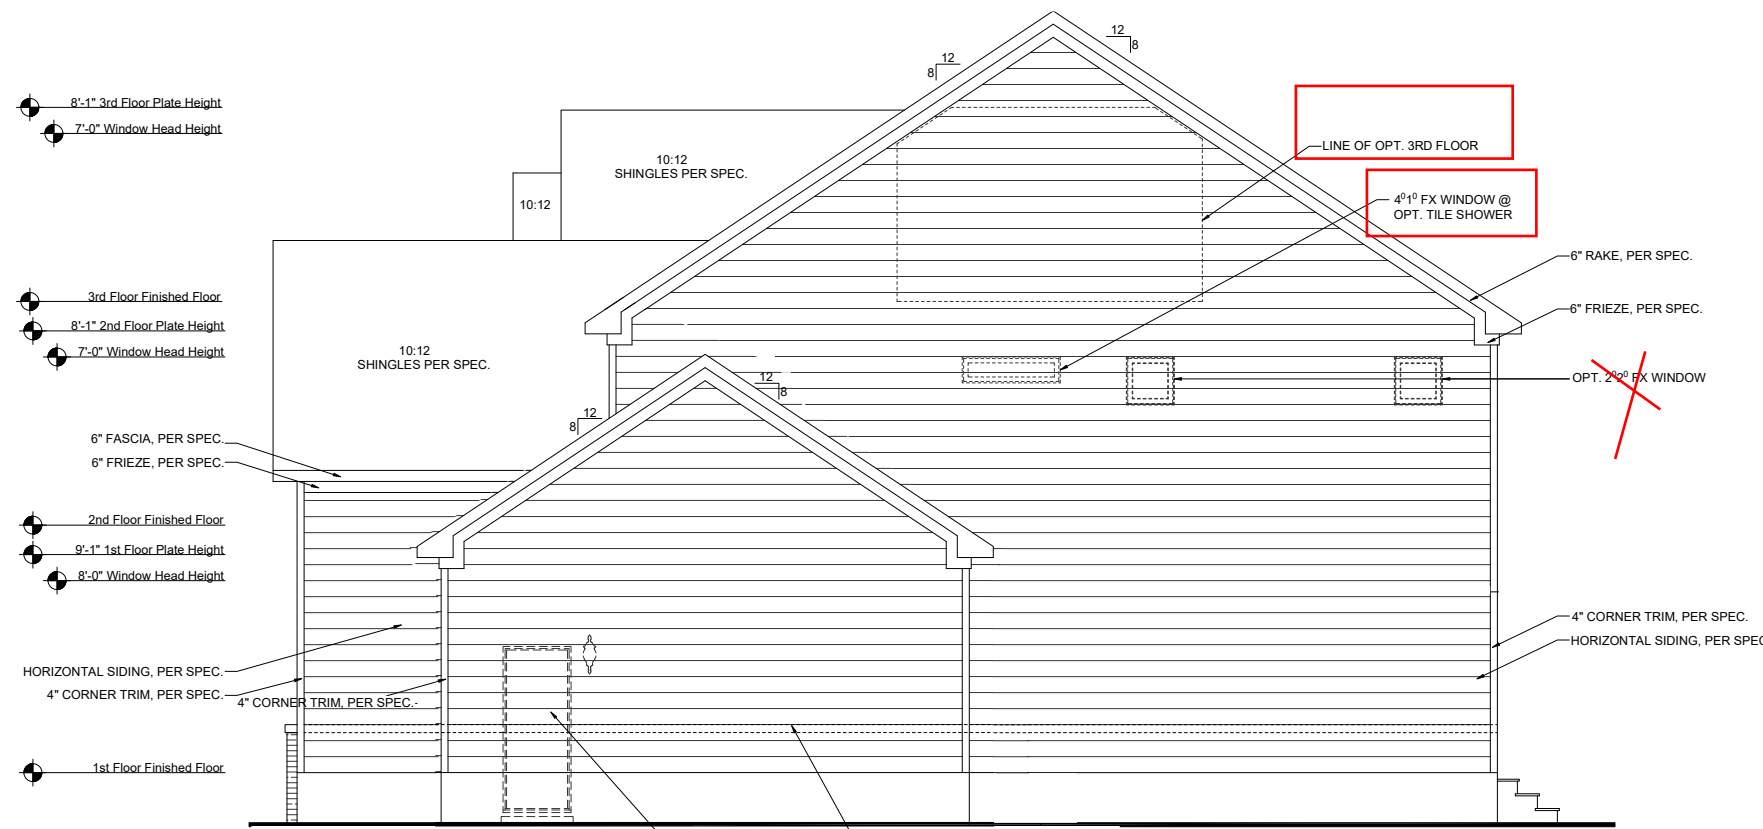 12
8
12
8
8'-1" 3rd Floor Plate Height
7'-0" Window Head Height
LINE OF OPT. 3RD FLOOR
10:12
SHINGLES PER SPEC.
10:12
4⁰1⁰ FX WINDOW @
OPT. TILE SHOWER
6" RAKE, PER SPEC.
3rd Floor Finished Floor
6" FRIEZE, PER SPEC.
8'-1" 2nd Floor Plate Height
7'-0" Window Head Height
10:12
SHINGLES PER SPEC.
OPT. 2⁰2⁰ FX WINDOW
12
8
12
8
6" FASCIA, PER SPEC.
6" FRIEZE, PER SPEC.
2nd Floor Finished Floor
9'-1" 1st Floor Plate Height
8'-0" Window Head Height
4" CORNER TRIM, PER SPEC.
HORIZONTAL SIDING, PER SPEC
HORIZONTAL SIDING, PER SPEC.
4" CORNER TRIM, PER SPEC.
4" CORNER TRIM, PER SPEC.
1st Floor Finished Floor